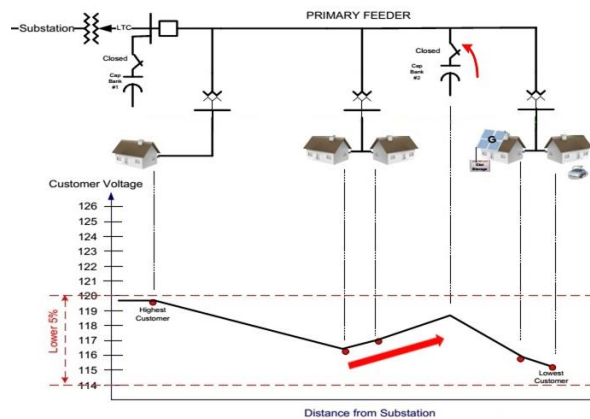 PRIMARY FEEDER
Substation
LTC
Closed
Cap
Bank
#1
Closed
Cap
Bank
#2
G
Customer Voltage
126
125
124
123
122
121
120
119
118
117
116
115
114
Lower 5%
Highest
Customer
Lowest
Customer
Distance from Substation